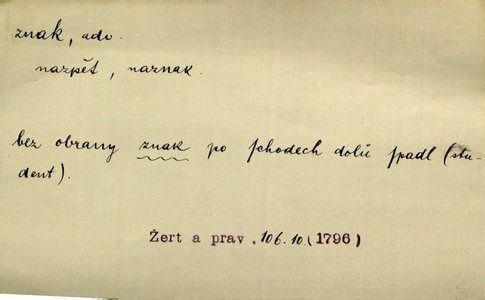 znak, adv.
nazpět, naznak.
bez obrany znak po ſchodech dolů ſpadl (stu-
dent).
Žert a prav. 106.10. (1796)